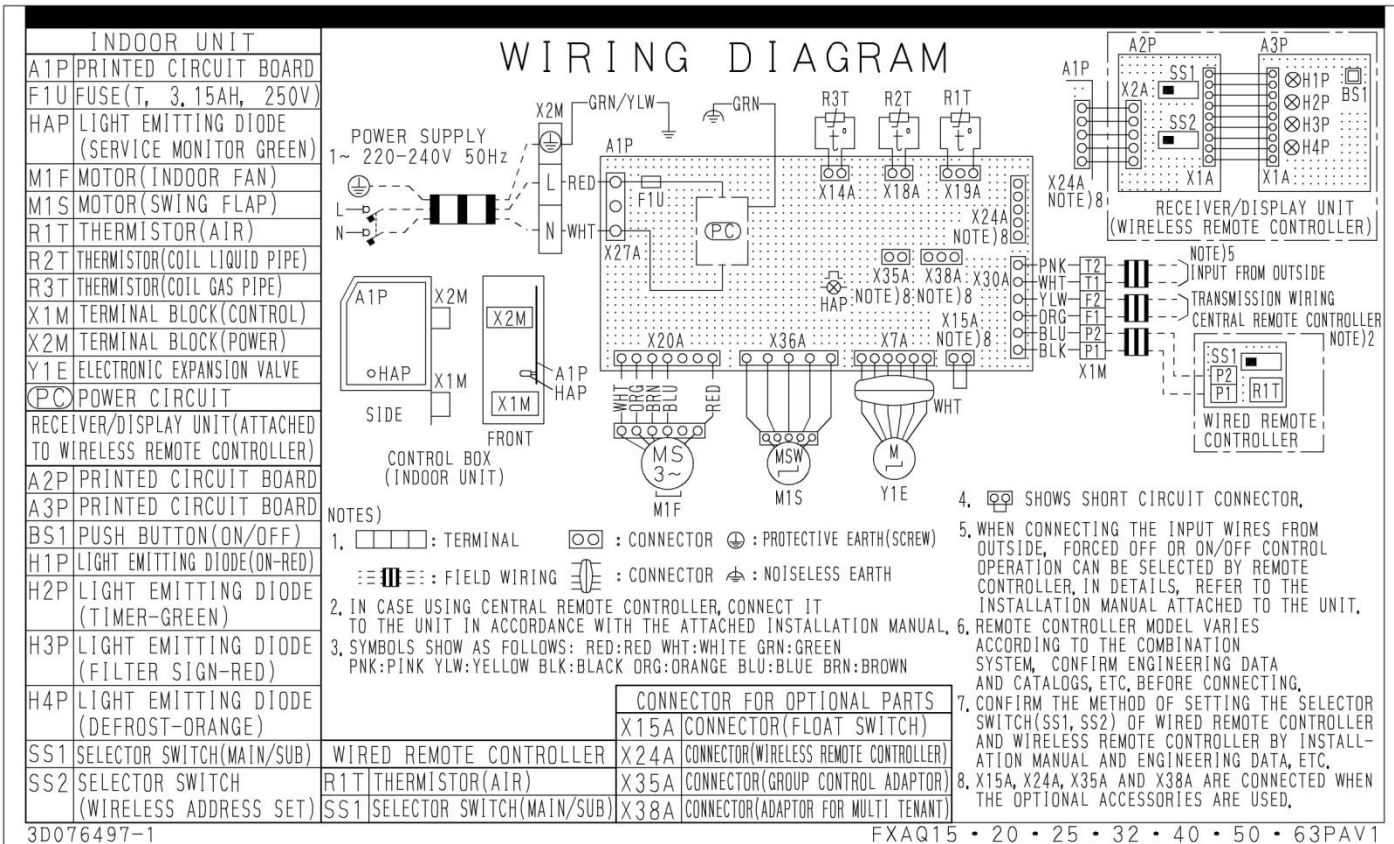 WIRING DIAGRAM
INDOOR UNIT
A1P PRINTED CIRCUIT BOARD
F1U FUSE(T, 3.15AH, 250V)
HAP LIGHT EMITTING DIODE
(SERVICE MONITOR GREEN)
M1F MOTOR(INDOOR FAN)
M1S MOTOR(SWING FLAP)
R1T THERMISTOR(AIR)
R2T THERMISTOR(COIL LIQUID PIPE)
R3T THERMISTOR(COIL GAS PIPE)
X1M TERMINAL BLOCK(CONTROL)
X2M TERMINAL BLOCK(POWER)
Y1E ELECTRONIC EXPANSION VALVE
PC POWER CIRCUIT
RECEIVER/DISPLAY UNIT(ATTACHED
TO WIRELESS REMOTE CONTROLLER)
A2P PRINTED CIRCUIT BOARD
A3P PRINTED CIRCUIT BOARD
BS1 PUSH BUTTON(ON/OFF)
H1P LIGHT EMITTING DIODE(ON-RED)
H2P LIGHT EMITTING DIODE
(TIMER-GREEN)
H3P LIGHT EMITTING DIODE
(FILTER SIGN-RED)
H4P LIGHT EMITTING DIODE
(DEFROST-ORANGE)
SS1 SELECTOR SWITCH(MAIN/SUB)
SS2 SELECTOR SWITCH
(WIRELESS ADDRESS SET)
POWER SUPPLY
1~ 220-240V 50Hz
L
N
X2M
GRN/YLW
GRN
L RED
N WHT
A1P
F1U
X27A
PC
R3T R2T R1T
t° t° t°
X14A X18A X19A
X24A
NOTE)8
X35A X38A X30A
NOTE)8 NOTE)8
HAP
X15A
NOTE)8
X20A X36A X7A
WHT ORG BRN BLU RED
WHT
MS
3~
M1F
MSW
M1S
M
Y1E
A1P X2M
HAP X1M
SIDE
X2M
A1P
HAP
X1M
FRONT
CONTROL BOX
(INDOOR UNIT)
A1P
X24A
NOTE)8
A2P A3P
X2A SS1
SS2
X1A X1A
H1P
H2P
H3P
H4P
BS1
RECEIVER/DISPLAY UNIT
(WIRELESS REMOTE CONTROLLER)
PNK T2
WHT T1
YLW F2
ORG F1
BLU P2
BLK P1
X1M
NOTE)5
INPUT FROM OUTSIDE
TRANSMISSION WIRING
CENTRAL REMOTE CONTROLLER
NOTE)2
SS1
P2
P1 R1T
WIRED REMOTE
CONTROLLER
NOTES)
1. : TERMINAL : CONNECTOR : PROTECTIVE EARTH(SCREW)
: FIELD WIRING : CONNECTOR : NOISELESS EARTH
2. IN CASE USING CENTRAL REMOTE CONTROLLER, CONNECT IT
TO THE UNIT IN ACCORDANCE WITH THE ATTACHED INSTALLATION MANUAL.
3. SYMBOLS SHOW AS FOLLOWS: RED:RED WHT:WHITE GRN:GREEN
PNK:PINK YLW:YELLOW BLK:BLACK ORG:ORANGE BLU:BLUE BRN:BROWN
4. SHOWS SHORT CIRCUIT CONNECTOR.
5. WHEN CONNECTING THE INPUT WIRES FROM
OUTSIDE, FORCED OFF OR ON/OFF CONTROL
OPERATION CAN BE SELECTED BY REMOTE
CONTROLLER. IN DETAILS, REFER TO THE
INSTALLATION MANUAL ATTACHED TO THE UNIT.
6. REMOTE CONTROLLER MODEL VARIES
ACCORDING TO THE COMBINATION
SYSTEM, CONFIRM ENGINEERING DATA
AND CATALOGS, ETC. BEFORE CONNECTING.
7. CONFIRM THE METHOD OF SETTING THE SELECTOR
SWITCH(SS1, SS2) OF WIRED REMOTE CONTROLLER
AND WIRELESS REMOTE CONTROLLER BY INSTALL-
ATION MANUAL AND ENGINEERING DATA, ETC.
8. X15A, X24A, X35A AND X38A ARE CONNECTED WHEN
THE OPTIONAL ACCESSORIES ARE USED.
WIRED REMOTE CONTROLLER
R1T THERMISTOR(AIR)
SS1 SELECTOR SWITCH(MAIN/SUB)
CONNECTOR FOR OPTIONAL PARTS
X15A CONNECTOR(FLOAT SWITCH)
X24A CONNECTOR(WIRELESS REMOTE CONTROLLER)
X35A CONNECTOR(GROUP CONTROL ADAPTOR)
X38A CONNECTOR(ADAPTOR FOR MULTI TENANT)
3D076497-1
FXAQ15 • 20 • 25 • 32 • 40 • 50 • 63PAV1